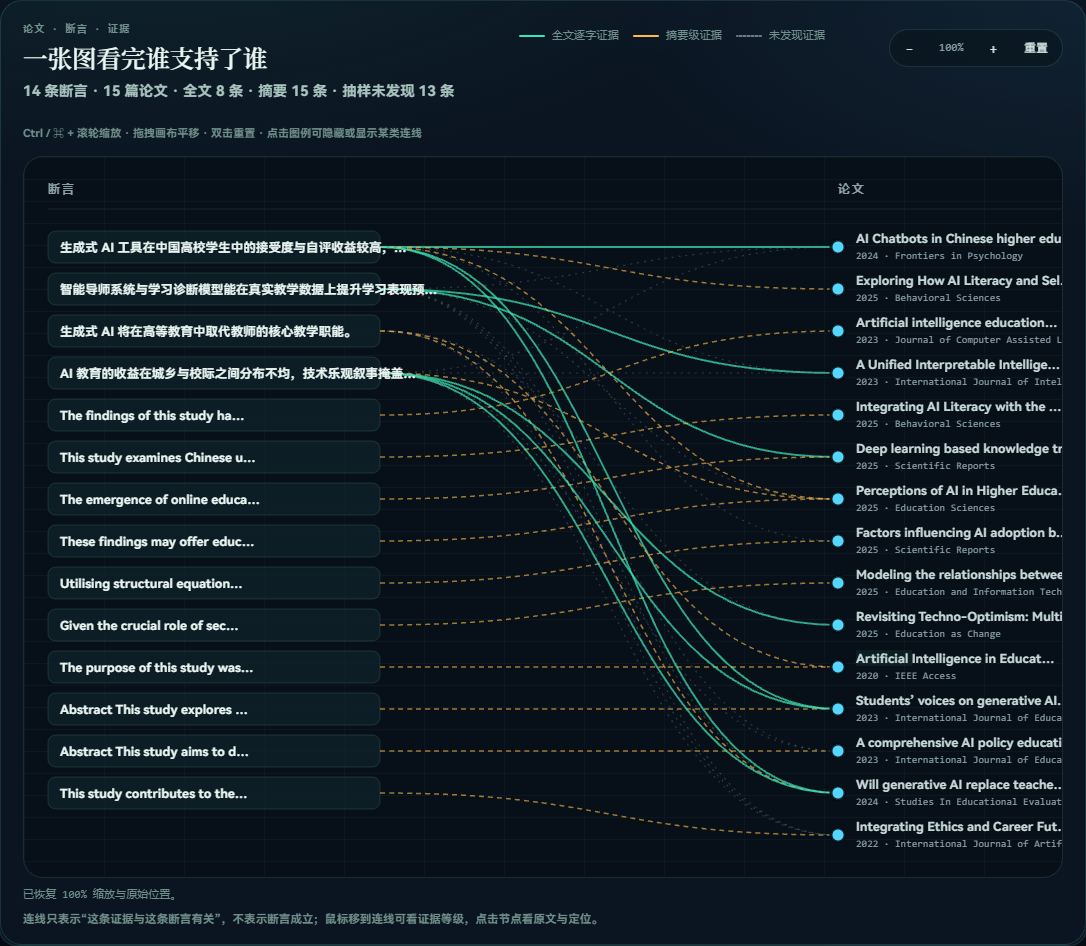 论文 · 断言 · 证据
一张图看完谁支持了谁
14 条断言 · 15 篇论文 · 全文 8 条 · 摘要 15 条 · 抽样未发现 13 条
全文逐字证据 摘要级证据 未发现证据
− 100% + 重置
Ctrl / ⌘ + 滚轮缩放 · 拖拽画布平移 · 双击重置 · 点击图例可隐藏或显示某类连线
断言
论文
生成式 AI 工具在中国高校学生中的接受度与自评收益较高，…
智能导师系统与学习诊断模型能在真实教学数据上提升学习表现预…
生成式 AI 将在高等教育中取代教师的核心教学职能。
AI 教育的收益在城乡与校际之间分布不均，技术乐观叙事掩盖…
The findings of this study ha…
This study examines Chinese u…
The emergence of online educa…
These findings may offer educ…
Utilising structural equation…
Given the crucial role of sec…
The purpose of this study was…
Abstract This study explores …
Abstract This study aims to d…
This study contributes to the…
AI Chatbots in Chinese higher edu
2024 · Frontiers in Psychology
Exploring How AI Literacy and Sel.
2025 · Behavioral Sciences
Artificial intelligence education…
2023 · Journal of Computer Assisted L
A Unified Interpretable Intellige…
2023 · International Journal of Intel
Integrating AI Literacy with the …
2025 · Behavioral Sciences
Deep learning based knowledge tr
2025 · Scientific Reports
Perceptions of AI in Higher Educa.
2025 · Education Sciences
Factors influencing AI adoption b..
2025 · Scientific Reports
Modeling the relationships betwee
2025 · Education and Information Tech
Revisiting Techno-Optimism: Multi
2025 · Education as Change
Artificial Intelligence in Educat…
2020 · IEEE Access
Students’ voices on generative AI.
2023 · International Journal of Educa
A comprehensive AI policy educati
2023 · International Journal of Educa
Will generative AI replace teache..
2024 · Studies In Educational Evaluat
Integrating Ethics and Career Fut.
2022 · International Journal of Artif
已恢复 100% 缩放与原始位置。
连线只表示“这条证据与这条断言有关”，不表示断言成立；鼠标移到连线可看证据等级，点击节点看原文与定位。